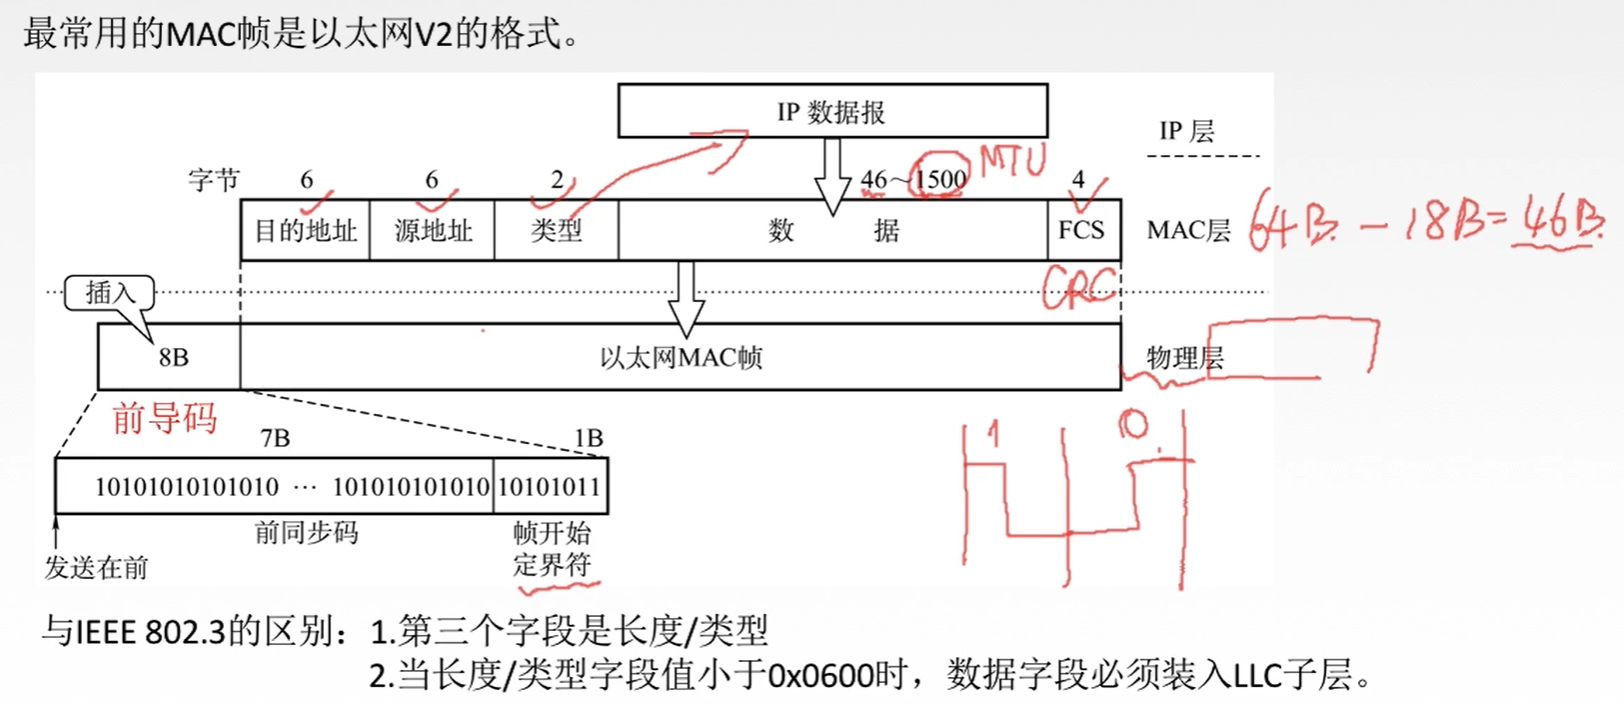 最常用的MAC帧是以太网V2的格式。
IP 数据报
IP 层
MTU
字节 6 6 2 46～1500 4
目的地址 源地址 类型 数 据 FCS MAC层 64B - 18B = 46B
CRC
插入
8B 以太网MAC帧 物理层
前导码
7B 1B
1 0
10101010101010 ··· 101010101010 10101011
前同步码 帧开始
定界符
发送在前
与IEEE 802.3的区别：1.第三个字段是长度/类型
2.当长度/类型字段值小于0x0600时，数据字段必须装入LLC子层。